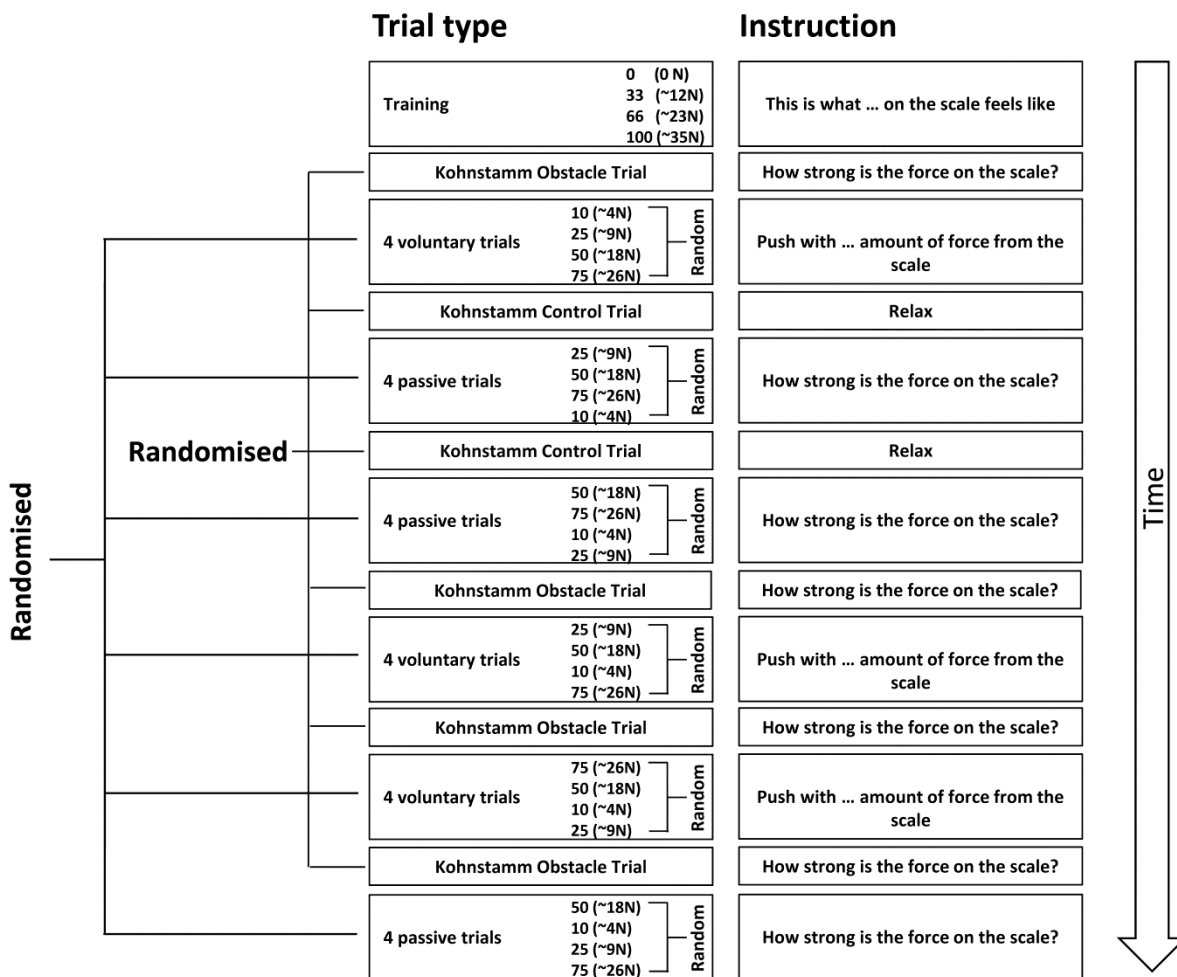 Trial type
Instruction
Training
0 (0 N)
33 (~12N)
66 (~23N)
100 (~35N)
This is what … on the scale feels like
Kohnstamm Obstacle Trial
How strong is the force on the scale?
4 voluntary trials
10 (~4N)
25 (~9N)
50 (~18N)
75 (~26N)
Random
Push with … amount of force from the
scale
Kohnstamm Control Trial
Relax
4 passive trials
25 (~9N)
50 (~18N)
75 (~26N)
10 (~4N)
Random
How strong is the force on the scale?
Randomised
Kohnstamm Control Trial
Relax
4 passive trials
50 (~18N)
75 (~26N)
10 (~4N)
25 (~9N)
Random
How strong is the force on the scale?
Randomised
Kohnstamm Obstacle Trial
How strong is the force on the scale?
4 voluntary trials
25 (~9N)
50 (~18N)
10 (~4N)
75 (~26N)
Random
Push with … amount of force from the
scale
Kohnstamm Obstacle Trial
How strong is the force on the scale?
4 voluntary trials
75 (~26N)
50 (~18N)
10 (~4N)
25 (~9N)
Random
Push with … amount of force from the
scale
Kohnstamm Obstacle Trial
How strong is the force on the scale?
4 passive trials
50 (~18N)
10 (~4N)
25 (~9N)
75 (~26N)
Random
How strong is the force on the scale?
Time